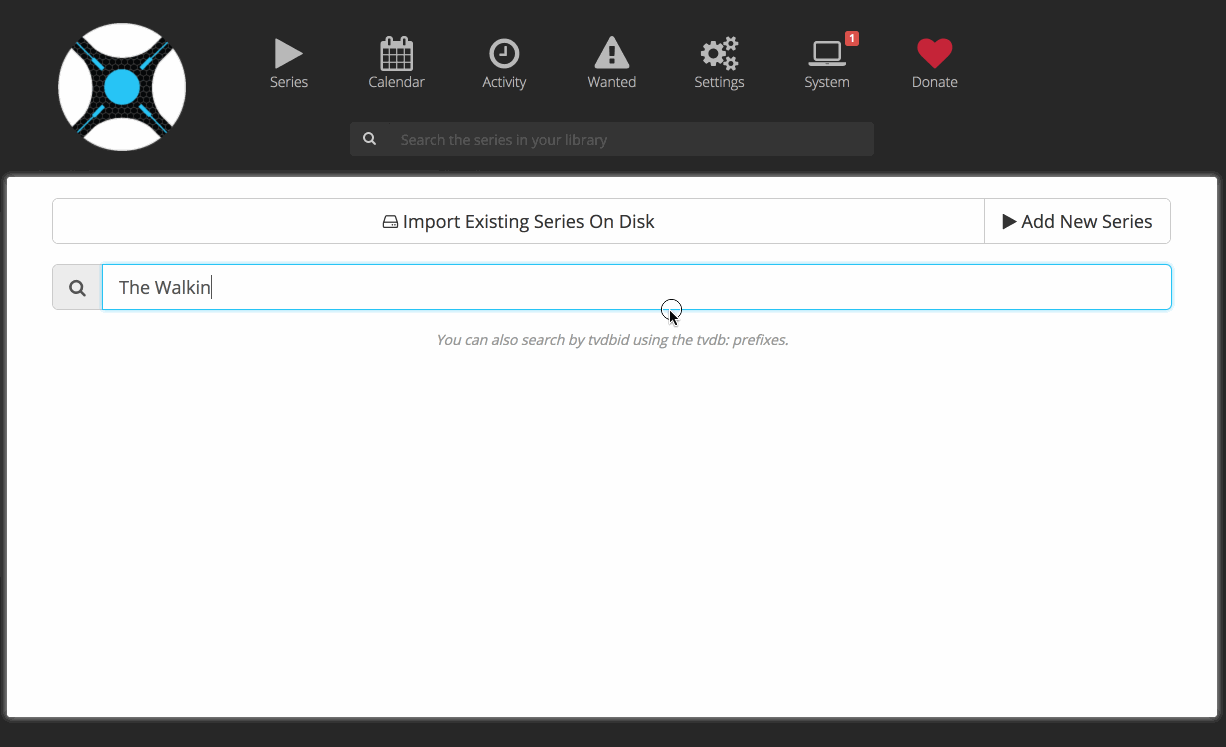 1
Series
Calendar
Activity
Wanted
Settings
System
Donate
Search the series in your library
Import Existing Series On Disk
Add New Series
The Walkin
You can also search by tvdbid using the tvdb: prefixes.